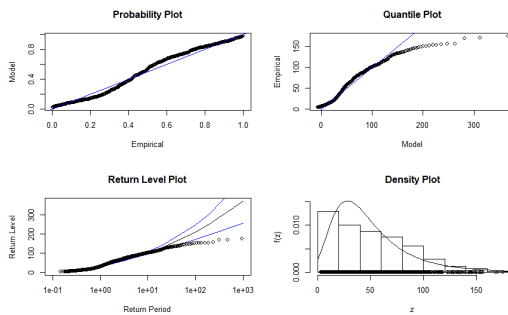 Probability Plot
Model
0.0 0.4 0.8
0.0 0.2 0.4 0.6 0.8 1.0
Empirical
Quantile Plot
Empirical
0 50 100 150
0 100 200 300
Model
Return Level Plot
Return Level
0 100 200 300
1e-01 1e+00 1e+01 1e+02 1e+03
Return Period
Density Plot
f(z)
0.000 0.010
0 50 100 150
z